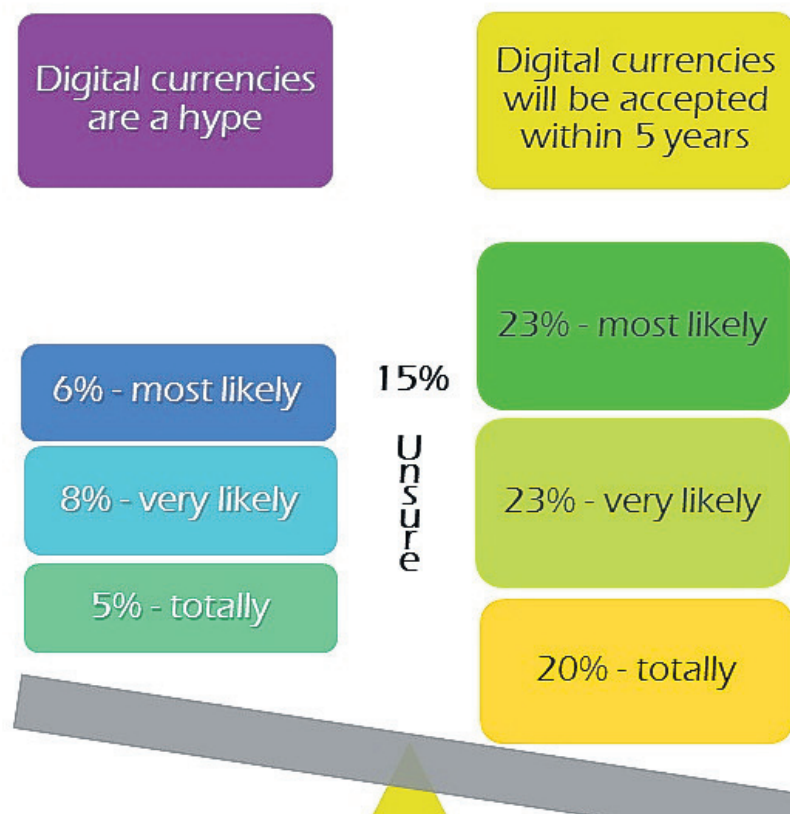 Digital currencies
are a hype
Digital currencies
will be accepted
within 5 years
6% - most likely
8% - very likely
5% - totally
15%
Unsure
23% - most likely
23% - very likely
20% - totally